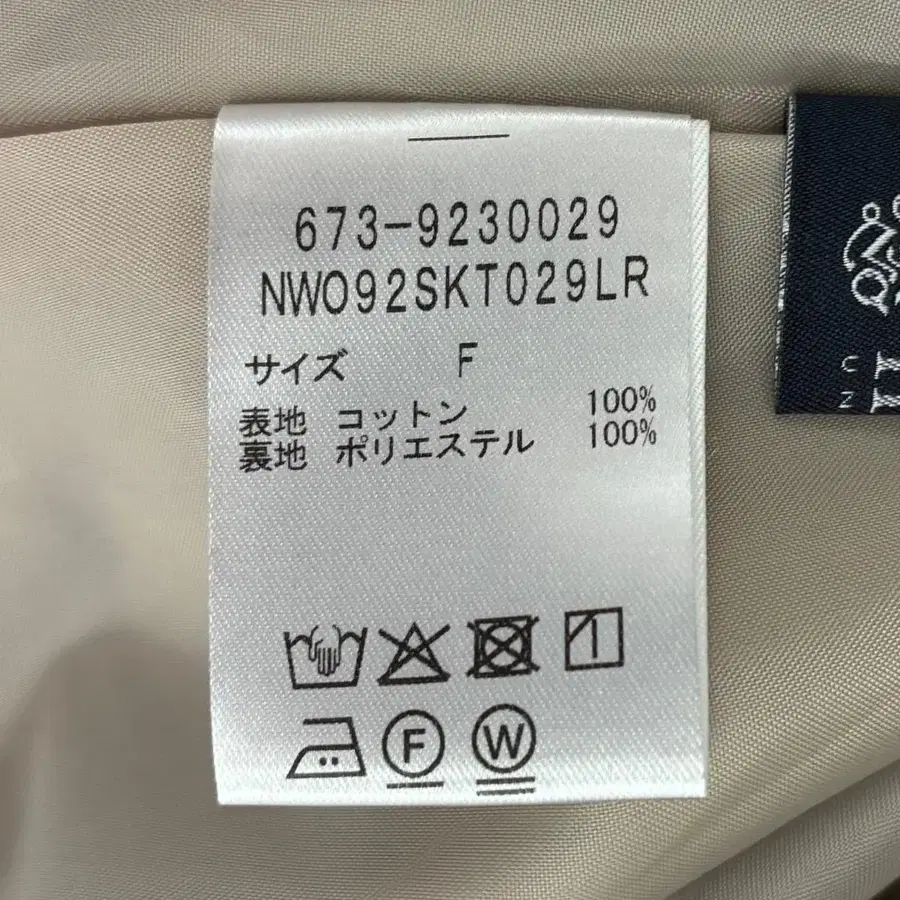 673-9230029
NW092SKT029LR
サイズ F
表地 コットン 100%
裏地 ポリエステル 100%
F
W